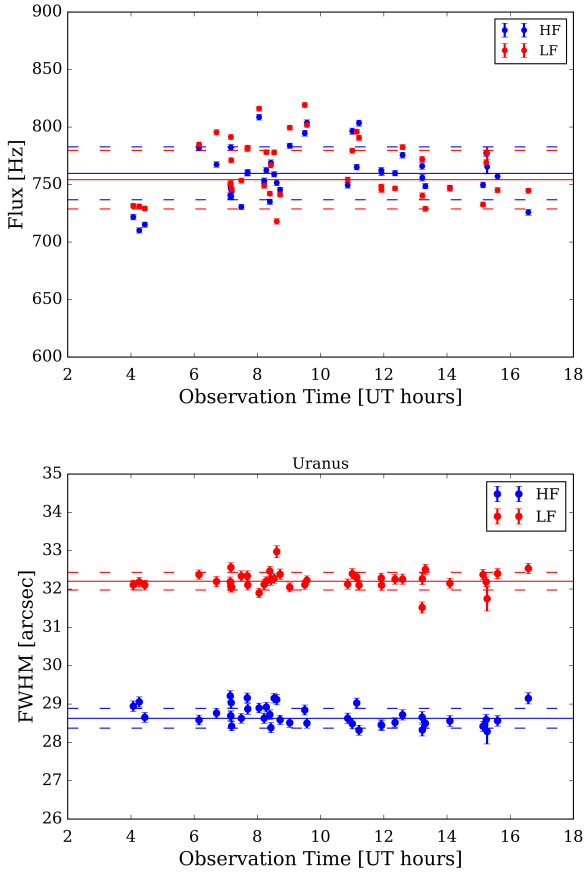 900
850
800
750
700
650
600
Flux [Hz]
HF
LF
2 4 6 8 10 12 14 16 18
Observation Time [UT hours]
Uranus
35
34
33
32
31
30
29
28
27
26
FWHM [arcsec]
HF
LF
2 4 6 8 10 12 14 16 18
Observation Time [UT hours]